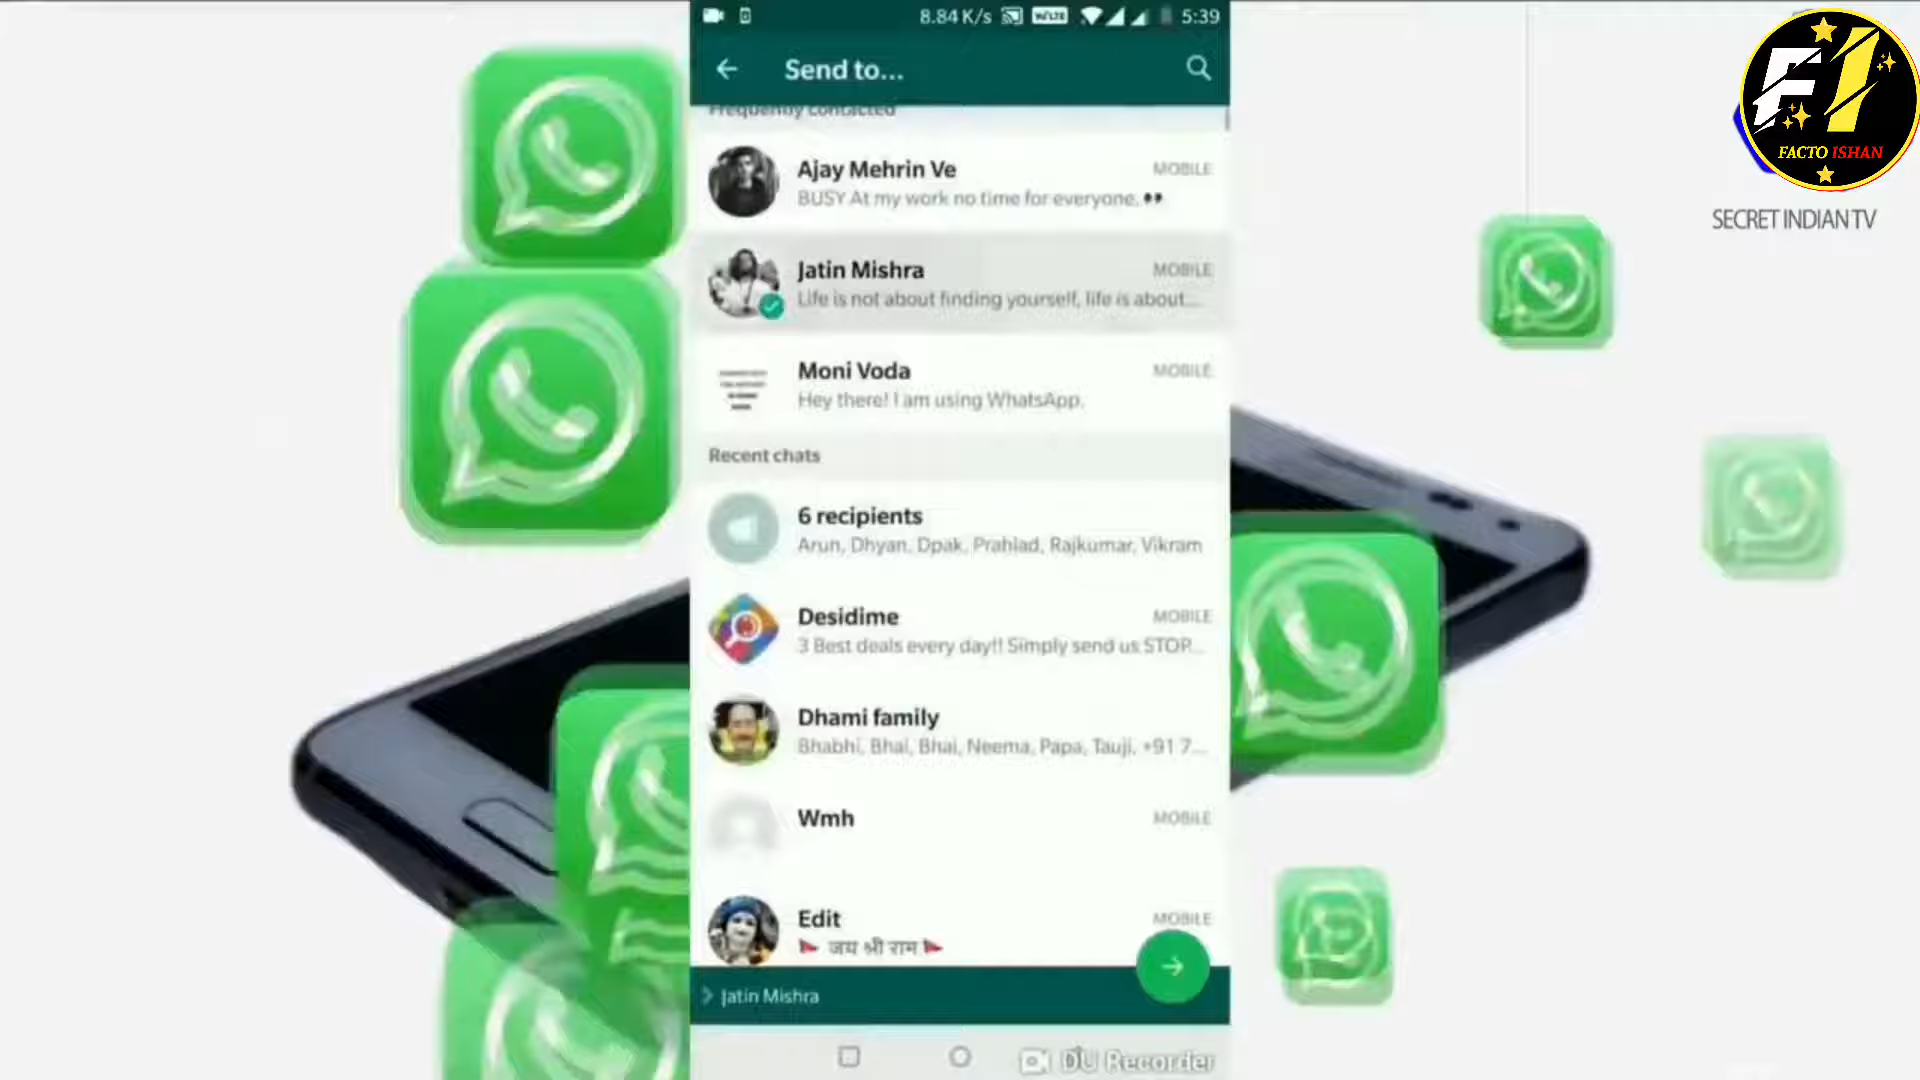 8.84 K/s VoLTE 5:39
Send to...
Frequently contacted
Ajay Mehrin Ve MOBILE
BUSY At my work no time for everyone. 👀
Jatin Mishra MOBILE
Life is not about finding yourself, life is about...
Moni Voda MOBILE
Hey there! I am using WhatsApp.
Recent chats
6 recipients
Arun, Dhyan, Dpak, Prahlad, Rajkumar, Vikram
Desidime MOBILE
3 Best deals every day!! Simply send us STOP...
Dhami family
Bhabhi, Bhai, Bhai, Neema, Papa, Tauji, +91 7...
Wmh MOBILE
Edit MOBILE
🚩 जय श्री राम 🚩
Jatin Mishra
DU Recorder
FI
FACTO ISHAN
SECRET INDIAN TV